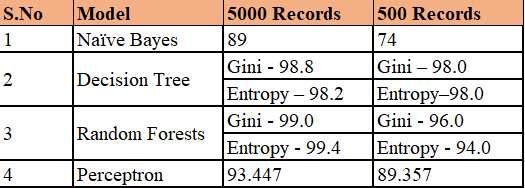 S.No Model 5000 Records 500 Records
1 Naïve Bayes 89 74
2 Decision Tree Gini - 98.8 Gini – 98.0
Entropy – 98.2 Entropy–98.0
3 Random Forests Gini - 99.0 Gini - 96.0
Entropy - 99.4 Entropy - 94.0
4 Perceptron 93.447 89.357